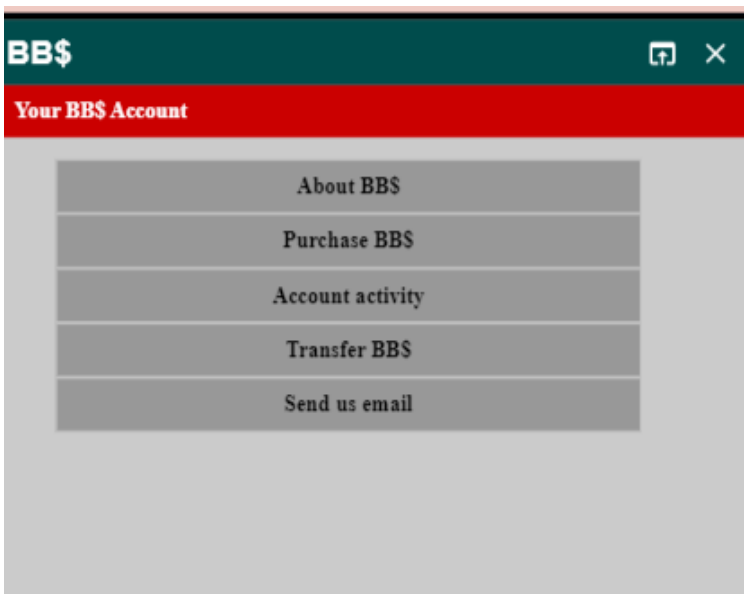 BB$
Your BB$ Account
About BB$
Purchase BB$
Account activity
Transfer BB$
Send us email